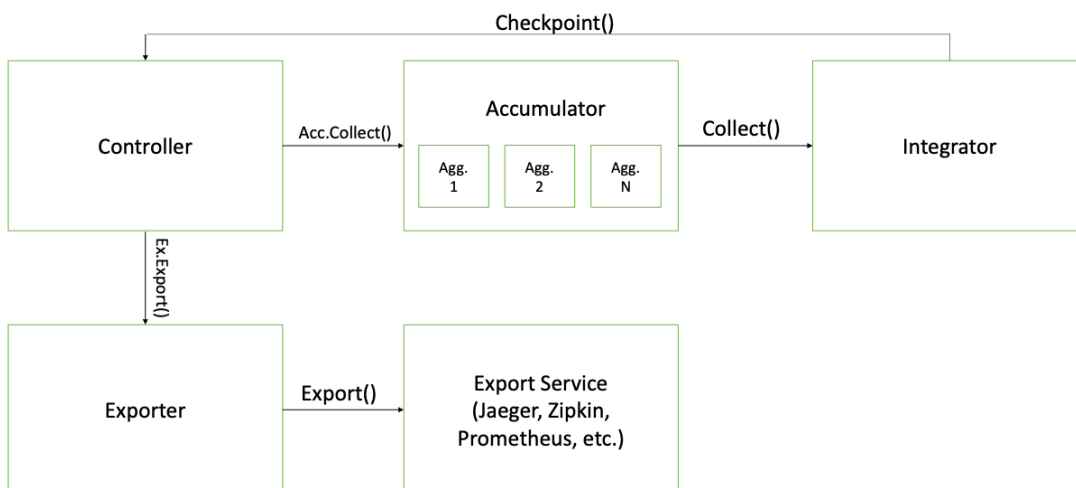 Checkpoint()
Controller
Acc.Collect()
Accumulator
Agg.
1
Agg.
2
Agg.
N
Collect()
Integrator
Ex.Export()
Exporter
Export()
Export Service
(Jaeger, Zipkin,
Prometheus, etc.)